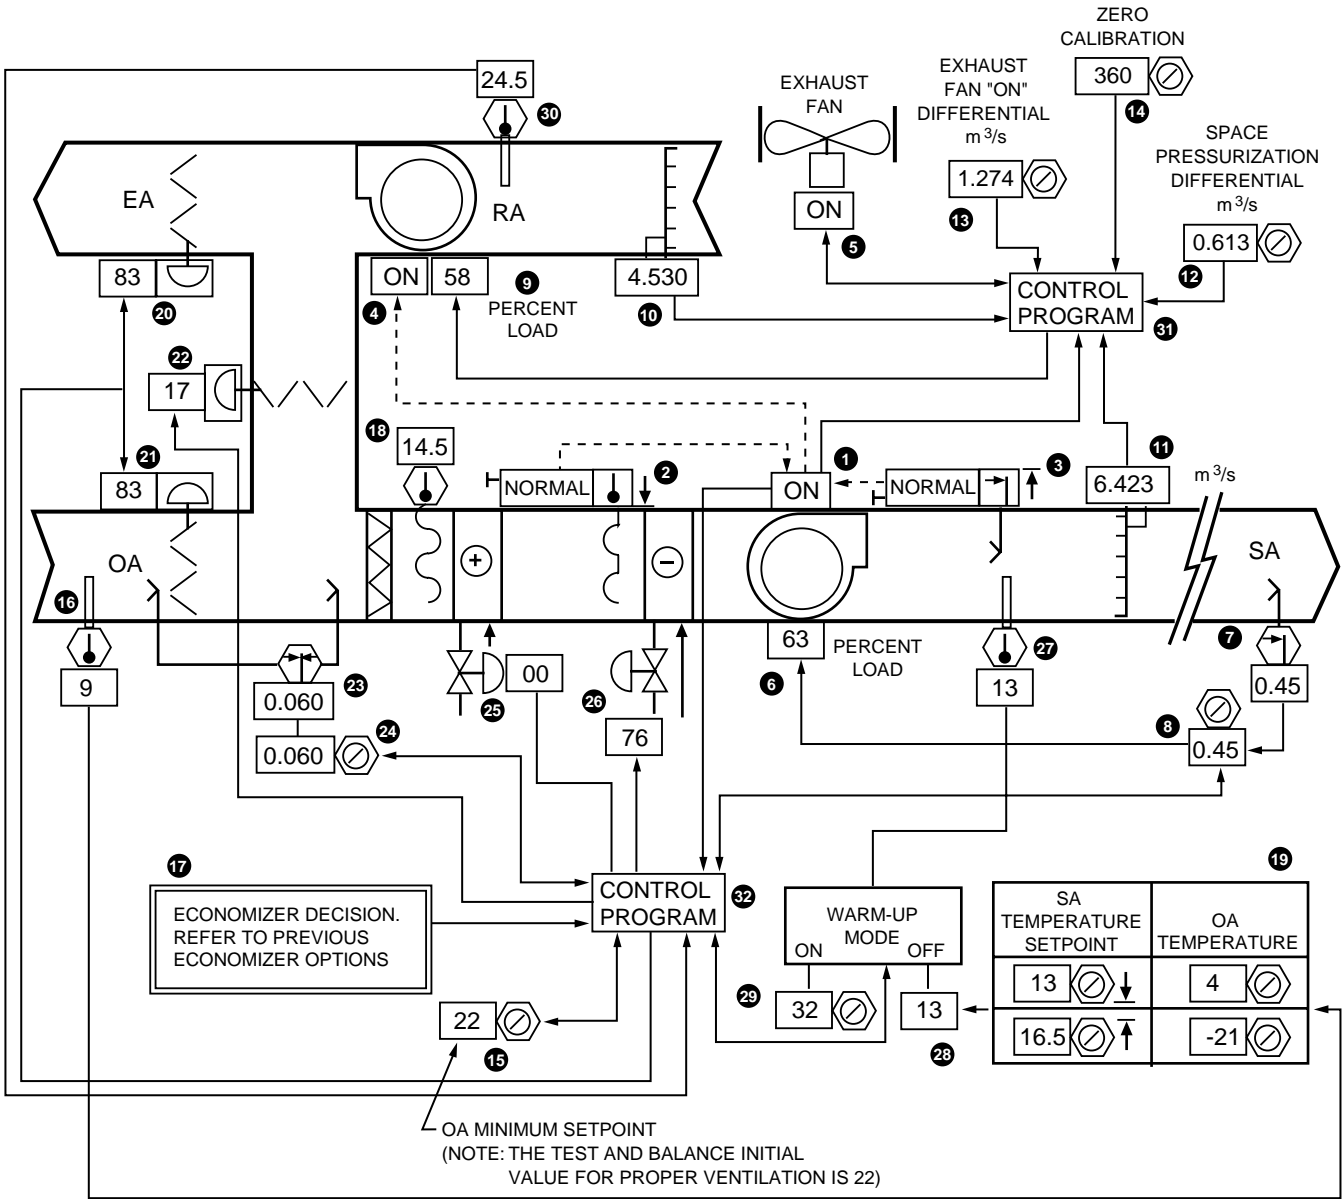 ZERO
CALIBRATION
24.5
360
30
14
EXHAUST
FAN
EXHAUST
FAN "ON"
DIFFERENTIAL
m³/s
SPACE
PRESSURIZATION
DIFFERENTIAL
m³/s
1.274
13
EA
RA
ON
5
0.613
12
83
20
ON
58
9
4
PERCENT
LOAD
4.530
10
CONTROL
PROGRAM
31
22
17
18
14.5
21
83
2
NORMAL
1
ON
3
NORMAL
11
6.423
m³/s
OA
+
−
SA
16
9
23
0.060
24
0.060
25
00
26
76
63
PERCENT
LOAD
6
27
13
7
0.45
8
0.45
17
ECONOMIZER DECISION.
REFER TO PREVIOUS
ECONOMIZER OPTIONS
CONTROL
PROGRAM
32
WARM-UP
MODE
ON
OFF
29
32
13
28
19
SA
TEMPERATURE
SETPOINT
OA
TEMPERATURE
13
4
16.5
-21
22
15
OA MINIMUM SETPOINT
(NOTE: THE TEST AND BALANCE INITIAL
VALUE FOR PROPER VENTILATION IS 22)